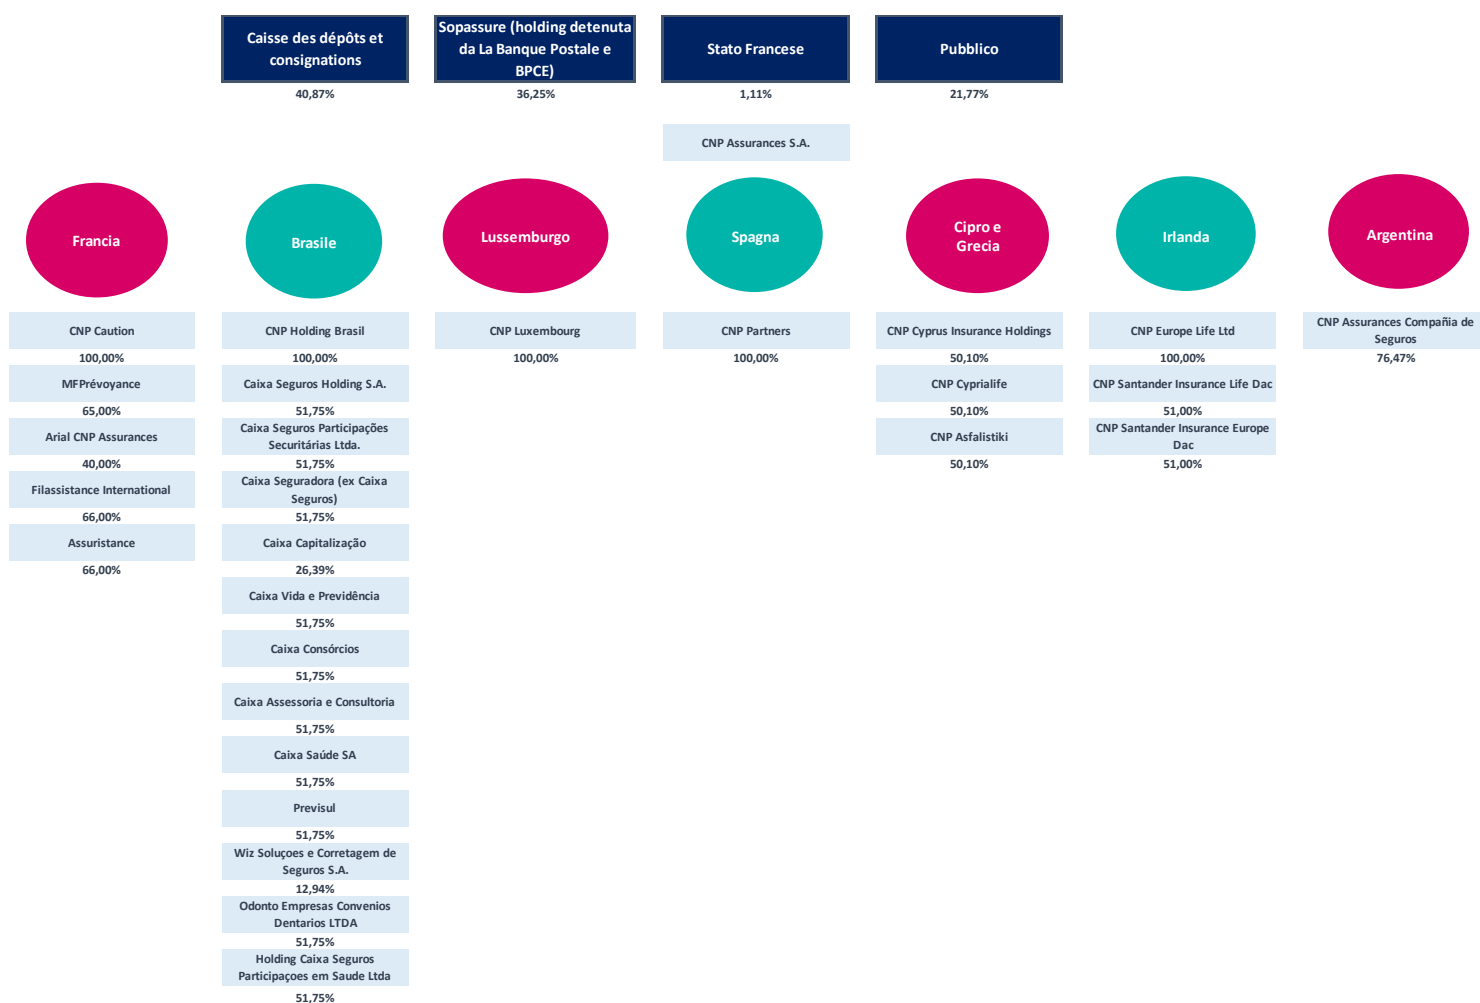 Caisse des dépôts et
consignations
40,87%
Sopassure (holding detenuta
da La Banque Postale e
BPCE)
36,25%
Stato Francese
1,11%
Pubblico
21,77%
CNP Assurances S.A.
Francia
CNP Caution
100,00%
MFPrévoyance
65,00%
Arial CNP Assurances
40,00%
Filassistance International
66,00%
Assuristance
66,00%
Brasile
CNP Holding Brasil
100,00%
Caixa Seguros Holding S.A.
51,75%
Caixa Seguros Participações
Securitárias Ltda.
51,75%
Caixa Seguradora (ex Caixa
Seguros)
51,75%
Caixa Capitalização
26,39%
Caixa Vida e Previdência
51,75%
Caixa Consórcios
51,75%
Caixa Assessoria e Consultoria
51,75%
Caixa Saúde SA
51,75%
Previsul
51,75%
Wiz Soluçoes e Corretagem de
Seguros S.A.
12,94%
Odonto Empresas Convenios
Dentarios LTDA
51,75%
Holding Caixa Seguros
Participaçoes em Saude Ltda
51,75%
Lussemburgo
CNP Luxembourg
100,00%
Spagna
CNP Partners
100,00%
Cipro e
Grecia
CNP Cyprus Insurance Holdings
50,10%
CNP Cyprialife
50,10%
CNP Asfalistiki
50,10%
Irlanda
CNP Europe Life Ltd
100,00%
CNP Santander Insurance Life Dac
51,00%
CNP Santander Insurance Europe
Dac
51,00%
Argentina
CNP Assurances Compañia de
Seguros
76,47%